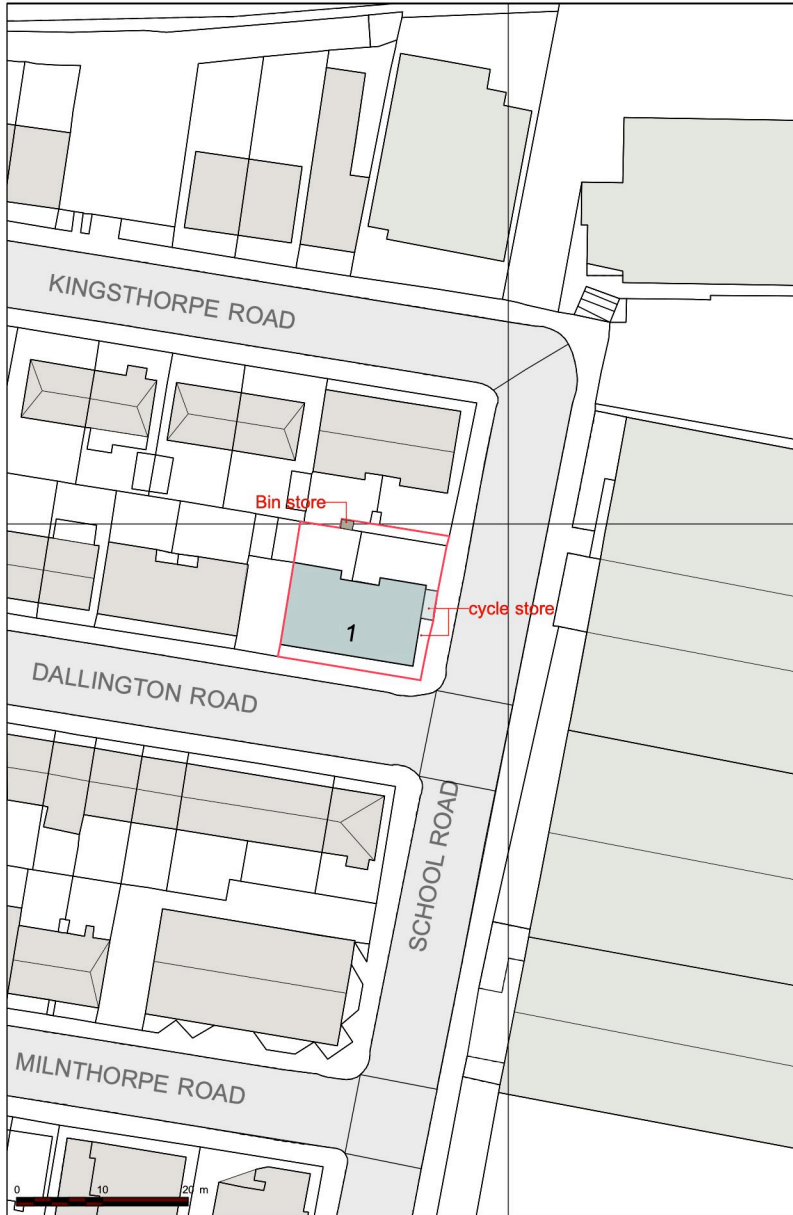 KINGSTHORPE ROAD
Bin store
cycle store
1
DALLINGTON ROAD
SCHOOL ROAD
MILNTHORPE ROAD
0 10 20 m